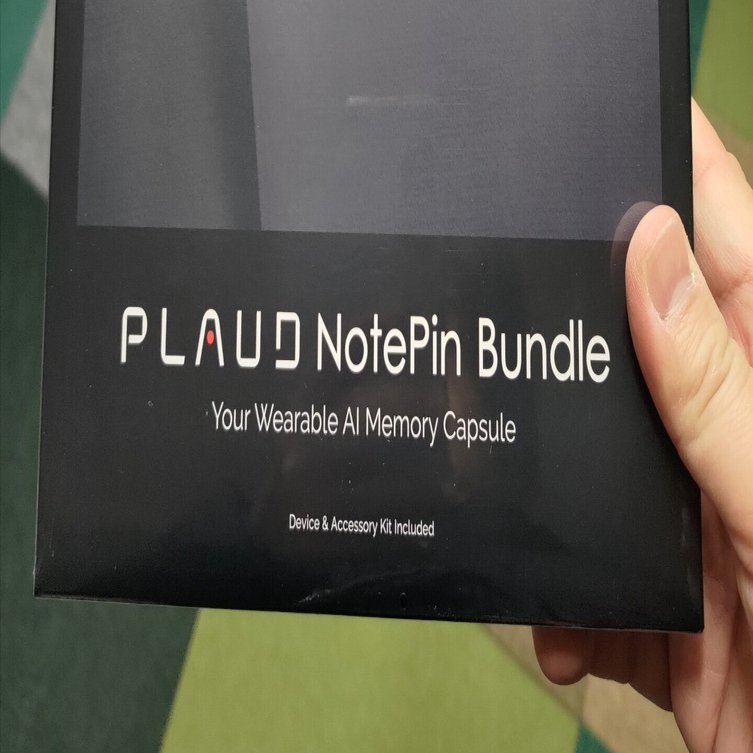 PLAUD NotePin Bundle
Your Wearable AI Memory Capsule
Device & Accessory Kit Included